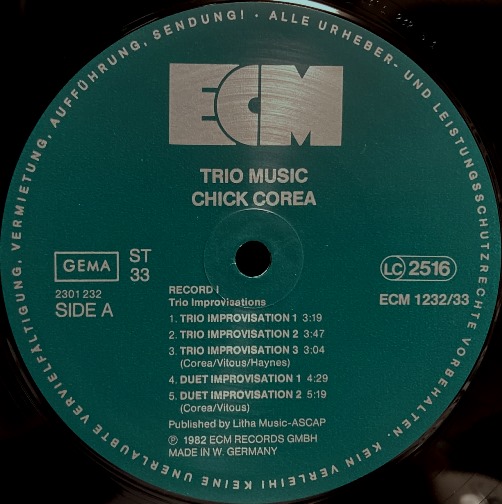 ALLE URHEBER- UND LEISTUNGSSCHUTZRECHTE VORBEHALTEN. KEIN VERLEIH! KEINE UNERLAUBTE VERVIELFÄLTIGUNG, VERMIETUNG, AUFFÜHRUNG, SENDUNG! ·
ECM
TRIO MUSIC
CHICK COREA
GEMA
ST
33
LC 2516
2301 232
SIDE A
ECM 1232/33
RECORD I
Trio Improvisations
1. TRIO IMPROVISATION 1 3:19
2. TRIO IMPROVISATION 2 3:47
3. TRIO IMPROVISATION 3 3:04
(Corea/Vitous/Haynes)
4. DUET IMPROVISATION 1 4:29
5. DUET IMPROVISATION 2 5:19
(Corea/Vitous)
Published by Litha Music-ASCAP
℗ 1982 ECM RECORDS GMBH
MADE IN W. GERMANY